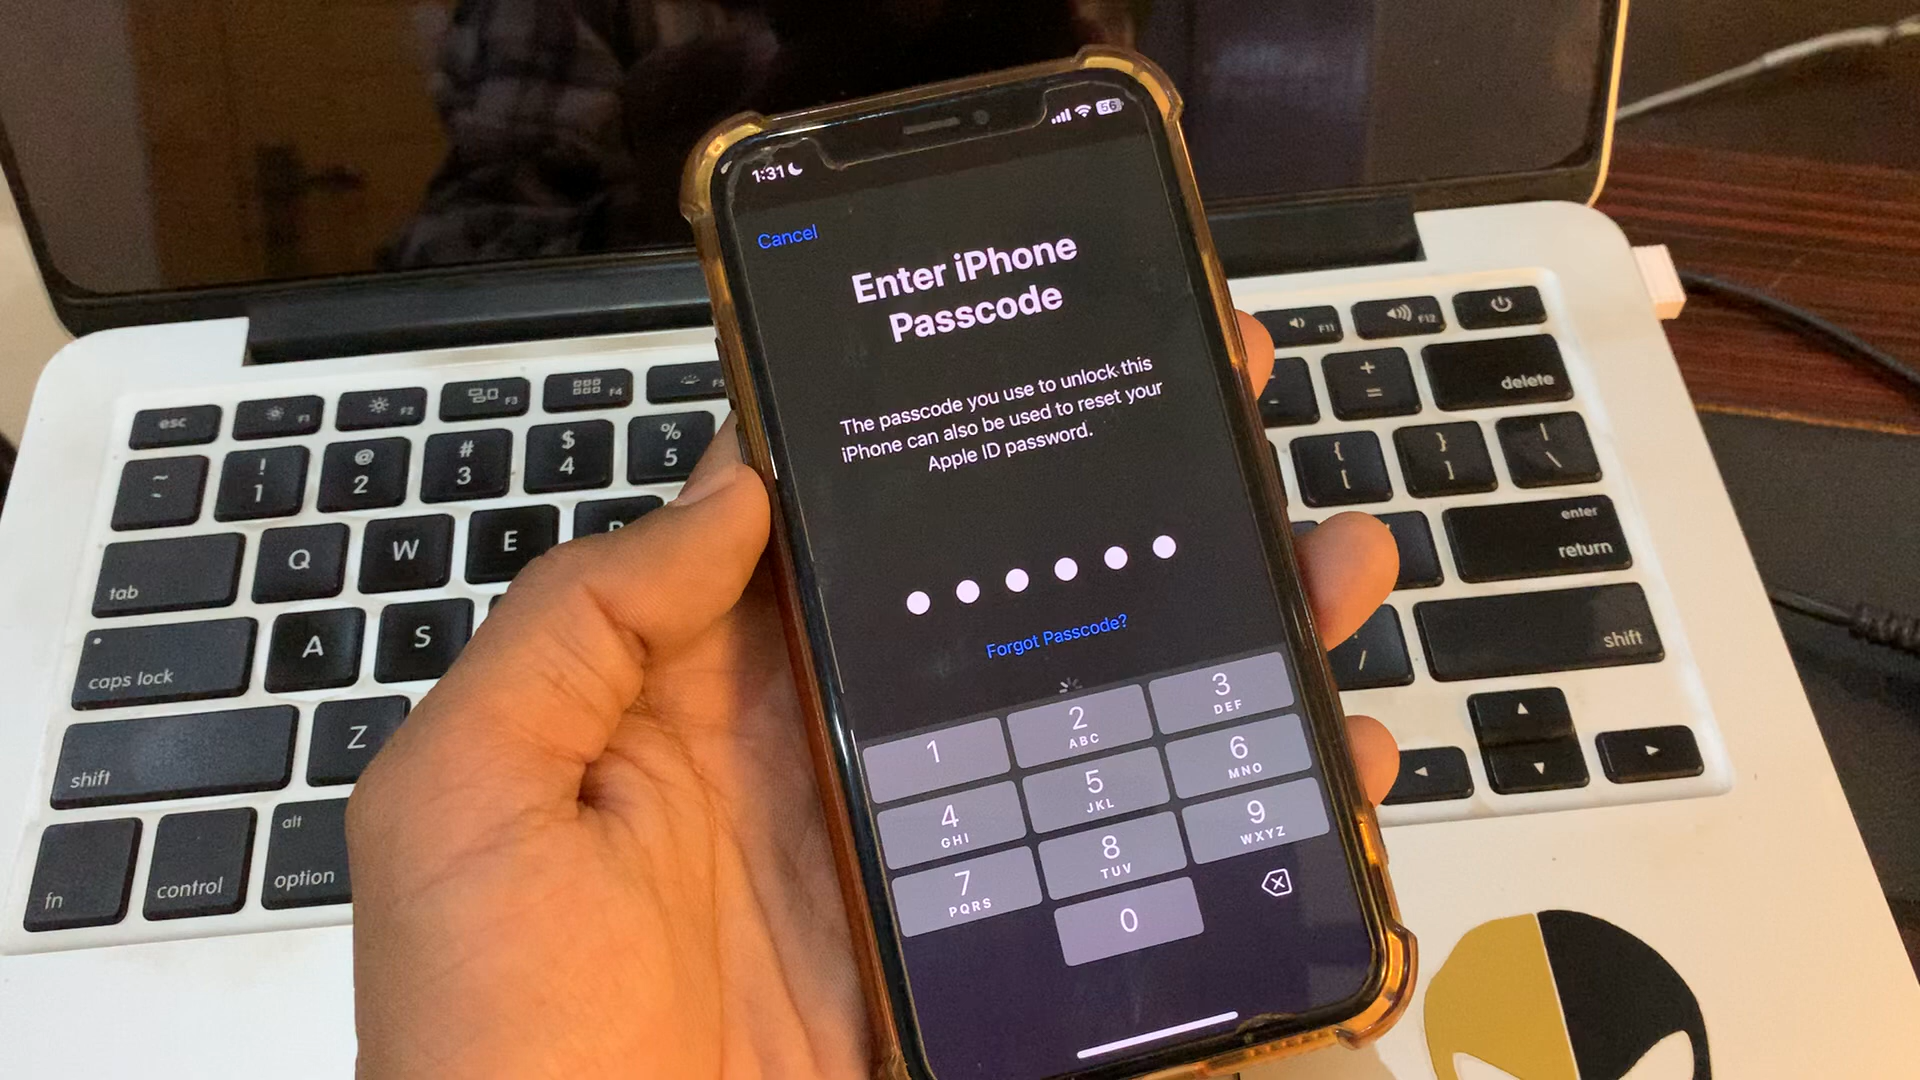 1:31
56
Cancel
Enter iPhone
Passcode
The passcode you use to unlock this
iPhone can also be used to reset your
Apple ID password.
Forgot Passcode?
1
2
ABC
3
DEF
4
GHI
5
JKL
6
MNO
7
PQRS
8
TUV
9
WXYZ
0
esc
F1
F2
F3
F4
F5
F11
F12
~
!
1
@
2
#
3
$
4
%
5
+
=
delete
tab
Q
W
E
{
[
}
]
|
\
caps lock
A
S
enter
return
shift
Z
/
shift
fn
control
alt
option